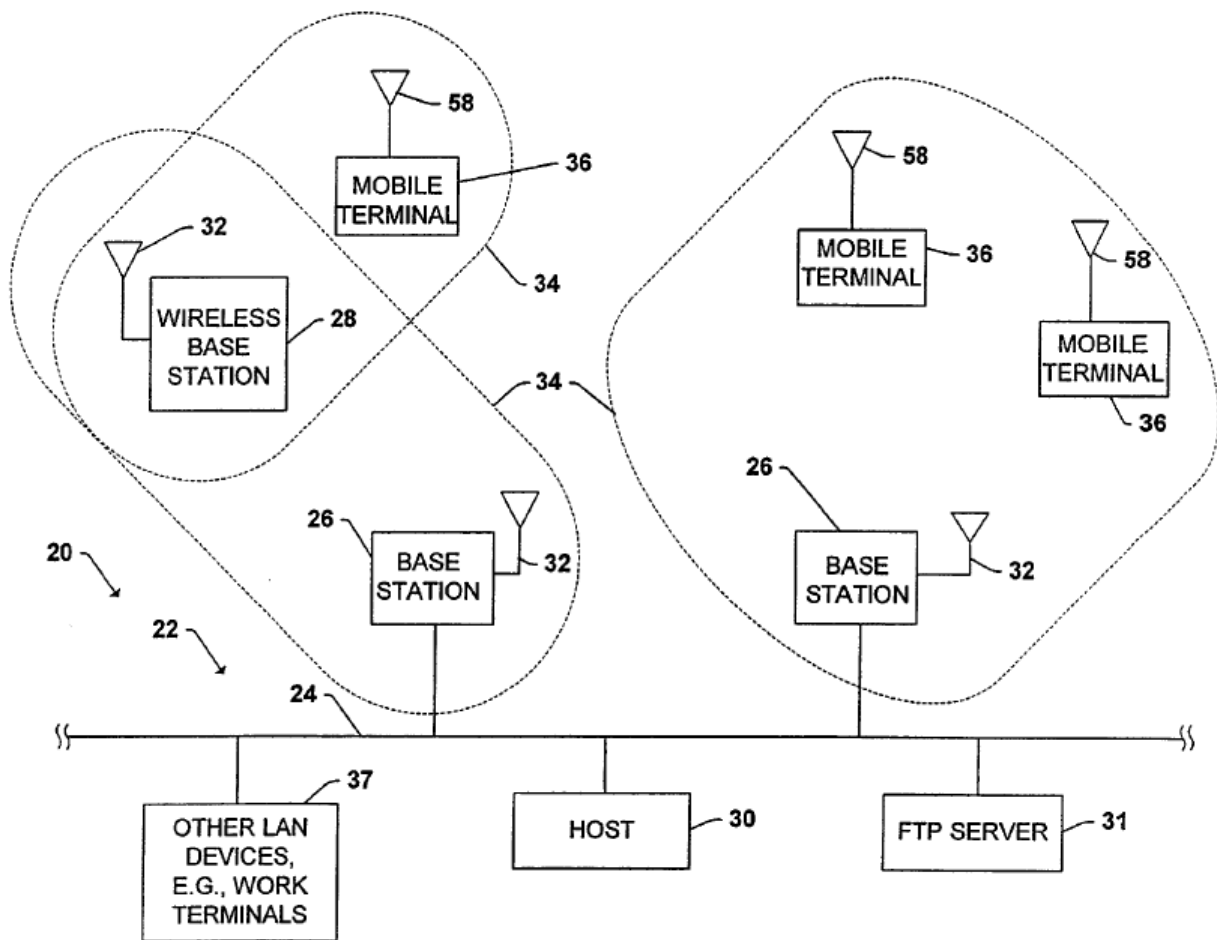 58
36
MOBILE
TERMINAL
32
34
WIRELESS
BASE
STATION
28
58
MOBILE
TERMINAL
36
58
MOBILE
TERMINAL
36
34
26
BASE
STATION
32
26
BASE
STATION
32
20
22
24
37
OTHER LAN
DEVICES,
E.G., WORK
TERMINALS
HOST
30
FTP SERVER
31